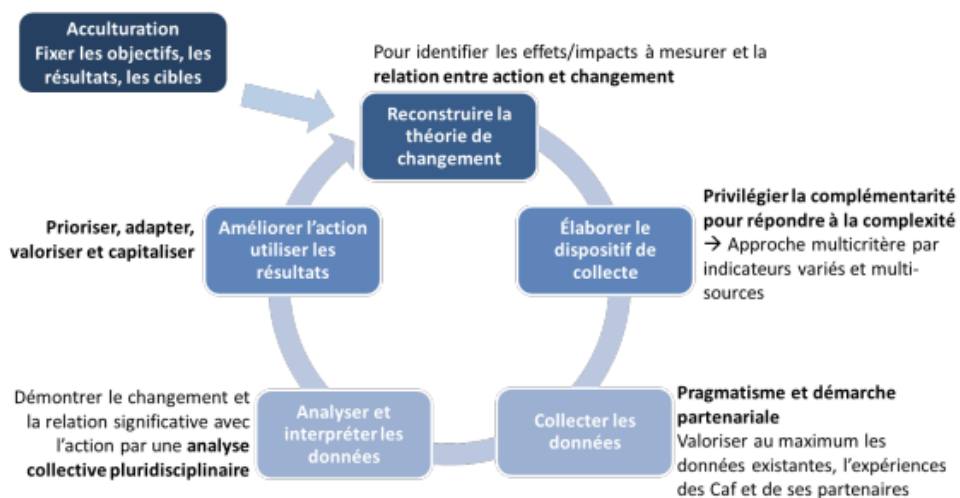 Acculturation
Fixer les objectifs, les
résultats, les cibles
Pour identifier les effets/impacts à mesurer et la
relation entre action et changement
Reconstruire la
théorie de
changement
Privilégier la complémentarité
pour répondre à la complexité
→ Approche multicritère par
indicateurs variés et multi-
sources
Élaborer le
dispositif de
collecte
Pragmatisme et démarche
partenariale
Valoriser au maximum les
données existantes, l'expériences
des Caf et de ses partenaires
Collecter les
données
Analyser et
interpréter les
données
Démontrer le changement et
la relation significative avec
l'action par une analyse
collective pluridisciplinaire
Améliorer l'action
utiliser les
résultats
Prioriser, adapter,
valoriser et capitaliser